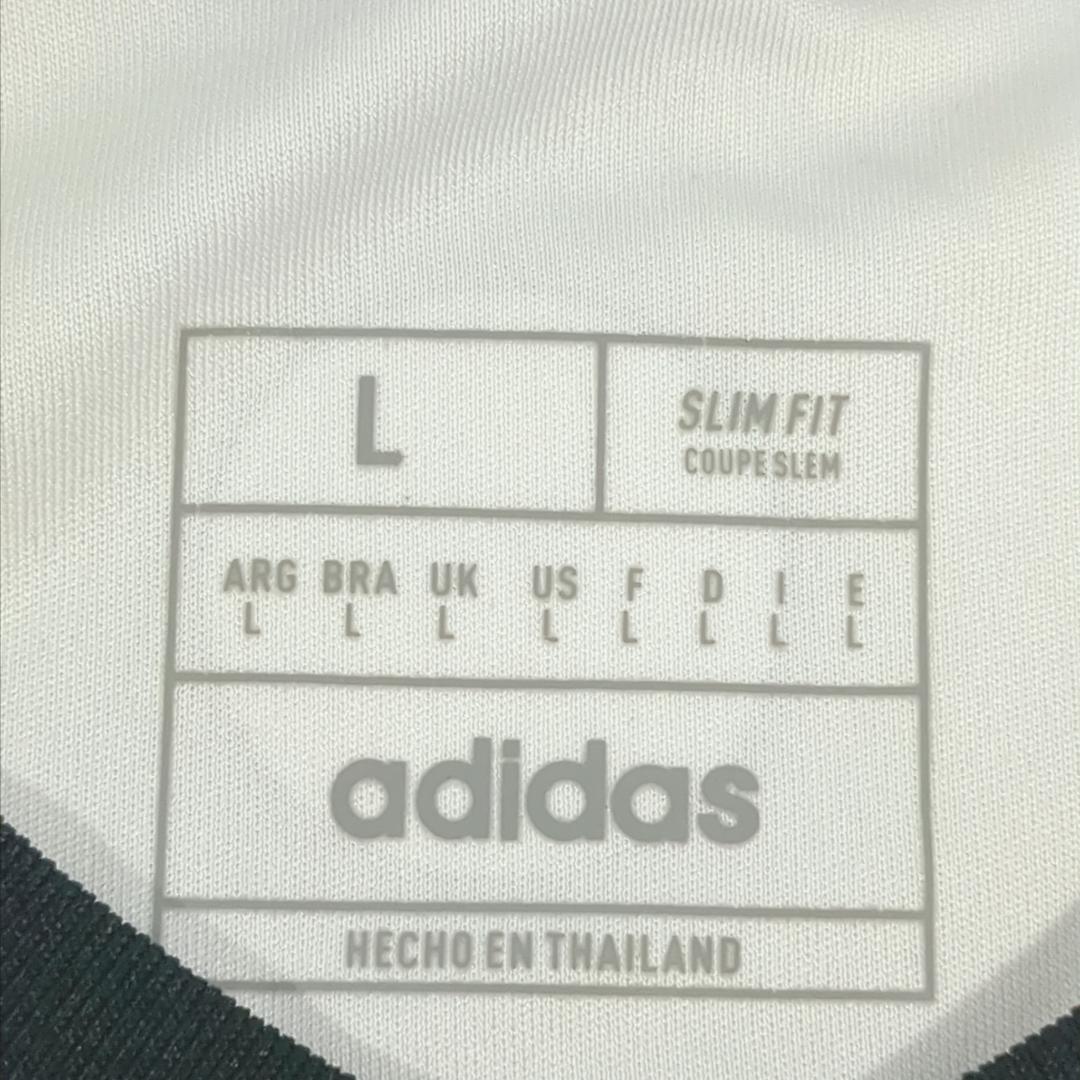 L
SLIM FIT
COUPE SLEM
ARG BRA UK US F D I E
L L L L L L L L
adidas
HECHO EN THAILAND